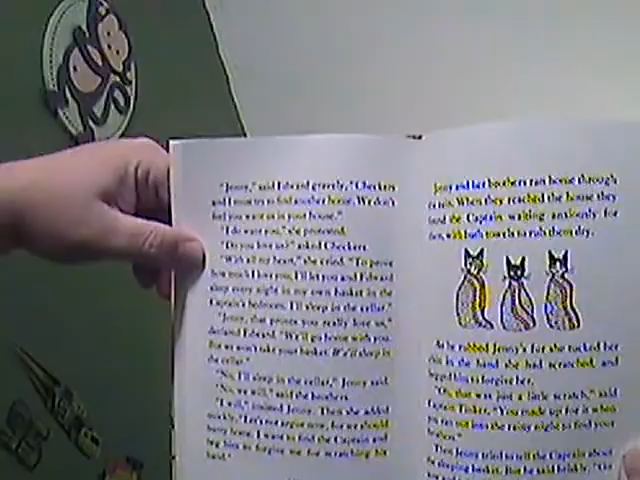 "Jenny," said Edward gravely, "Checkers
and I must try to find another home. We don't
feel you want us in your house."
"I do want you," she protested.
"Do you love us?" asked Checkers.
"With all my heart," she cried. "To prove
how much I love you, I'll let you and Edward
sleep every night in my own basket in the
Captain's bedroom. I'll sleep in the cellar."
"Jenny, that proves you really love us,"
declared Edward. "We'll go home with you.
But we won't take your basket. We'll sleep in
the cellar."
"No, I'll sleep in the cellar," Jenny said.
"No, we will," said the brothers.
"I will," insisted Jenny. Then she added
quickly, "Let's not argue now, for we should
hurry home. I want to find the Captain and
beg him to forgive me for scratching his
hand."
Jenny and her brothers ran home through
rain. When they reached the house they
the Captain waiting anxiously for
with bath towels to rub them dry.
As he rubbed Jenny's fur she rocked her
in the hand she had scratched, and
begged him to forgive her.
"Oh, that was just a little scratch," said
Captain Tinker. "You made up for it when
you ran out into the rainy night to find your
brothers."
Then Jenny tried to tell the Captain about
sleeping basket. But he said